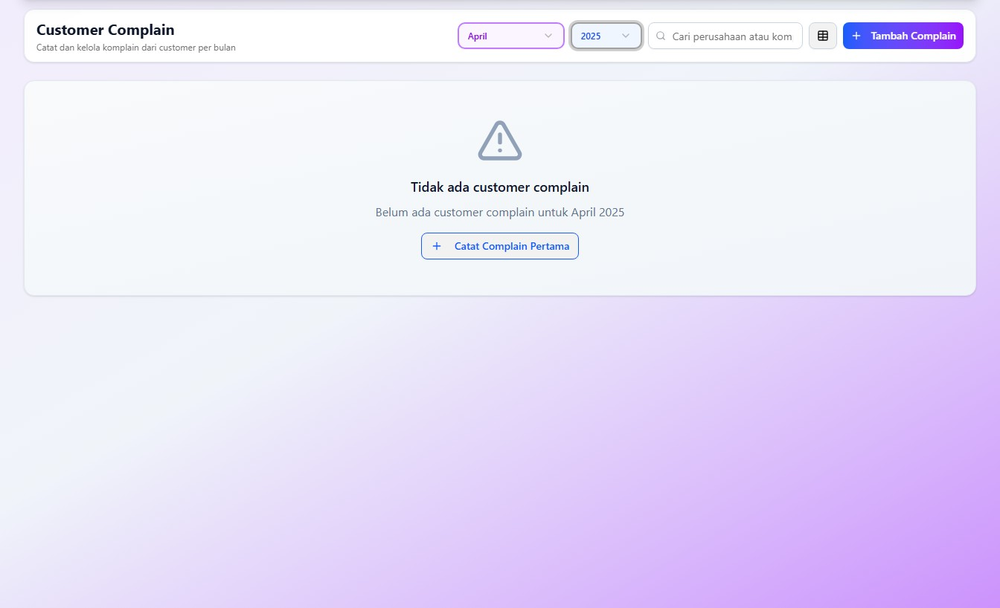 Customer Complain
Catat dan kelola komplain dari customer per bulan
April
2025
Cari perusahaan atau kom
Tambah Complain
Tidak ada customer complain
Belum ada customer complain untuk April 2025
Catat Complain Pertama